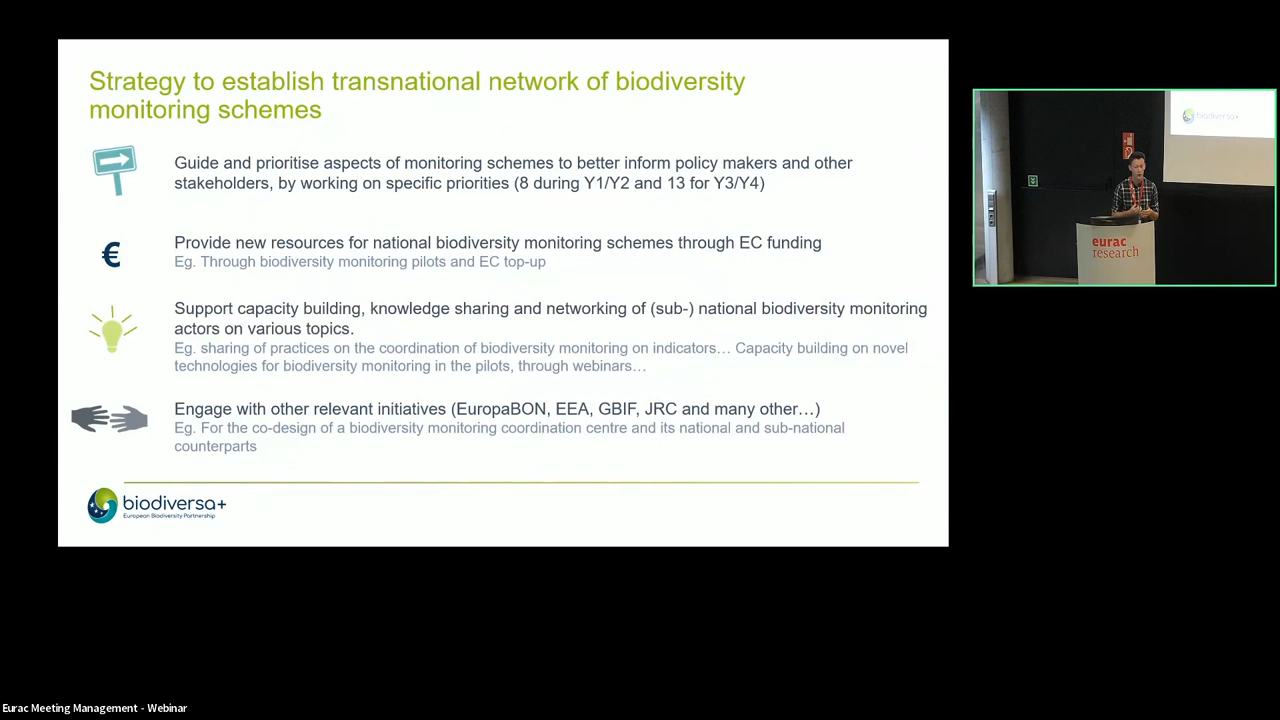 Strategy to establish transnational network of biodiversity
monitoring schemes
Guide and prioritise aspects of monitoring schemes to better inform policy makers and other
stakeholders, by working on specific priorities (8 during Y1/Y2 and 13 for Y3/Y4)
€
Provide new resources for national biodiversity monitoring schemes through EC funding
Eg. Through biodiversity monitoring pilots and EC top-up
Support capacity building, knowledge sharing and networking of (sub-) national biodiversity monitoring
actors on various topics.
Eg. sharing of practices on the coordination of biodiversity monitoring on indicators… Capacity building on novel
technologies for biodiversity monitoring in the pilots, through webinars…
Engage with other relevant initiatives (EuropaBON, EEA, GBIF, JRC and many other…)
Eg. For the co-design of a biodiversity monitoring coordination centre and its national and sub-national
counterparts
biodiversa+
European Biodiversity Partnership
biodiversa+
eurac
research
Eurac Meeting Management - Webinar